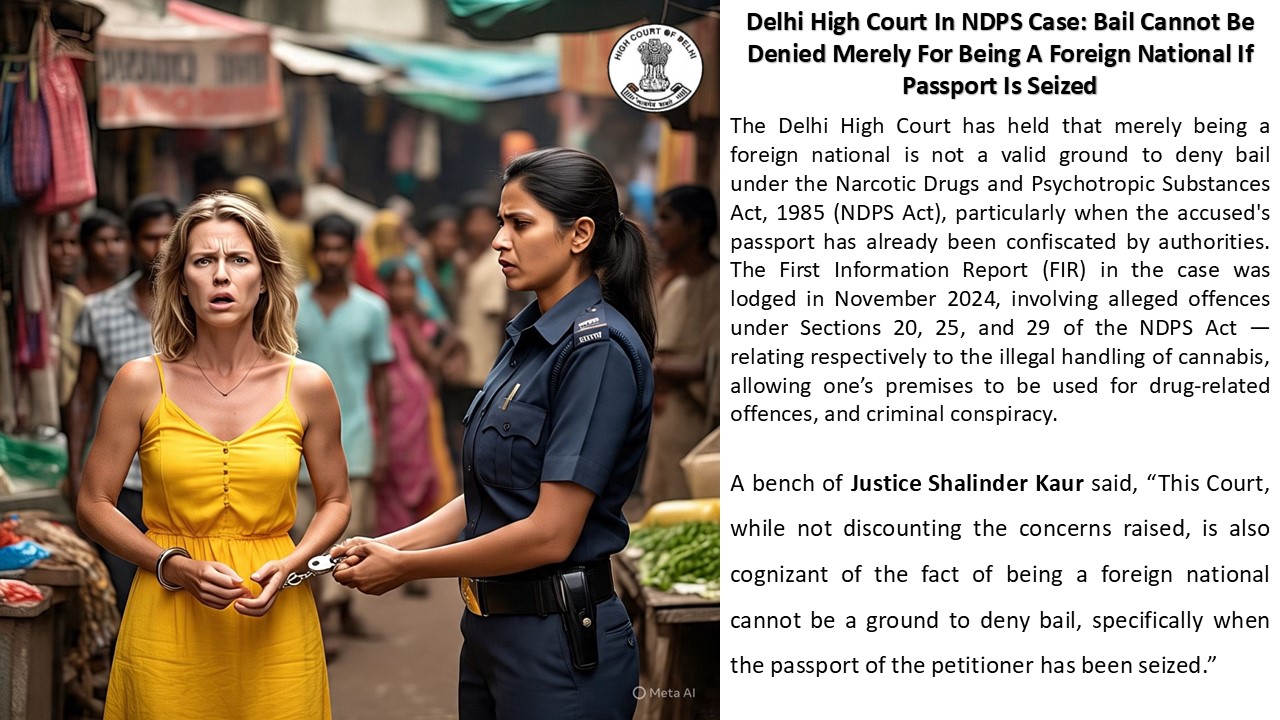 HIGH COURT OF DELHI
सत्यमेव जयते
Delhi High Court In NDPS Case: Bail Cannot Be
Denied Merely For Being A Foreign National If
Passport Is Seized
The Delhi High Court has held that merely being a
foreign national is not a valid ground to deny bail
under the Narcotic Drugs and Psychotropic Substances
Act, 1985 (NDPS Act), particularly when the accused's
passport has already been confiscated by authorities.
The First Information Report (FIR) in the case was
lodged in November 2024, involving alleged offences
under Sections 20, 25, and 29 of the NDPS Act —
relating respectively to the illegal handling of cannabis,
allowing one’s premises to be used for drug-related
offences, and criminal conspiracy.
A bench of Justice Shalinder Kaur said, “This Court,
while not discounting the concerns raised, is also
cognizant of the fact of being a foreign national
cannot be a ground to deny bail, specifically when
the passport of the petitioner has been seized.”
Meta AI